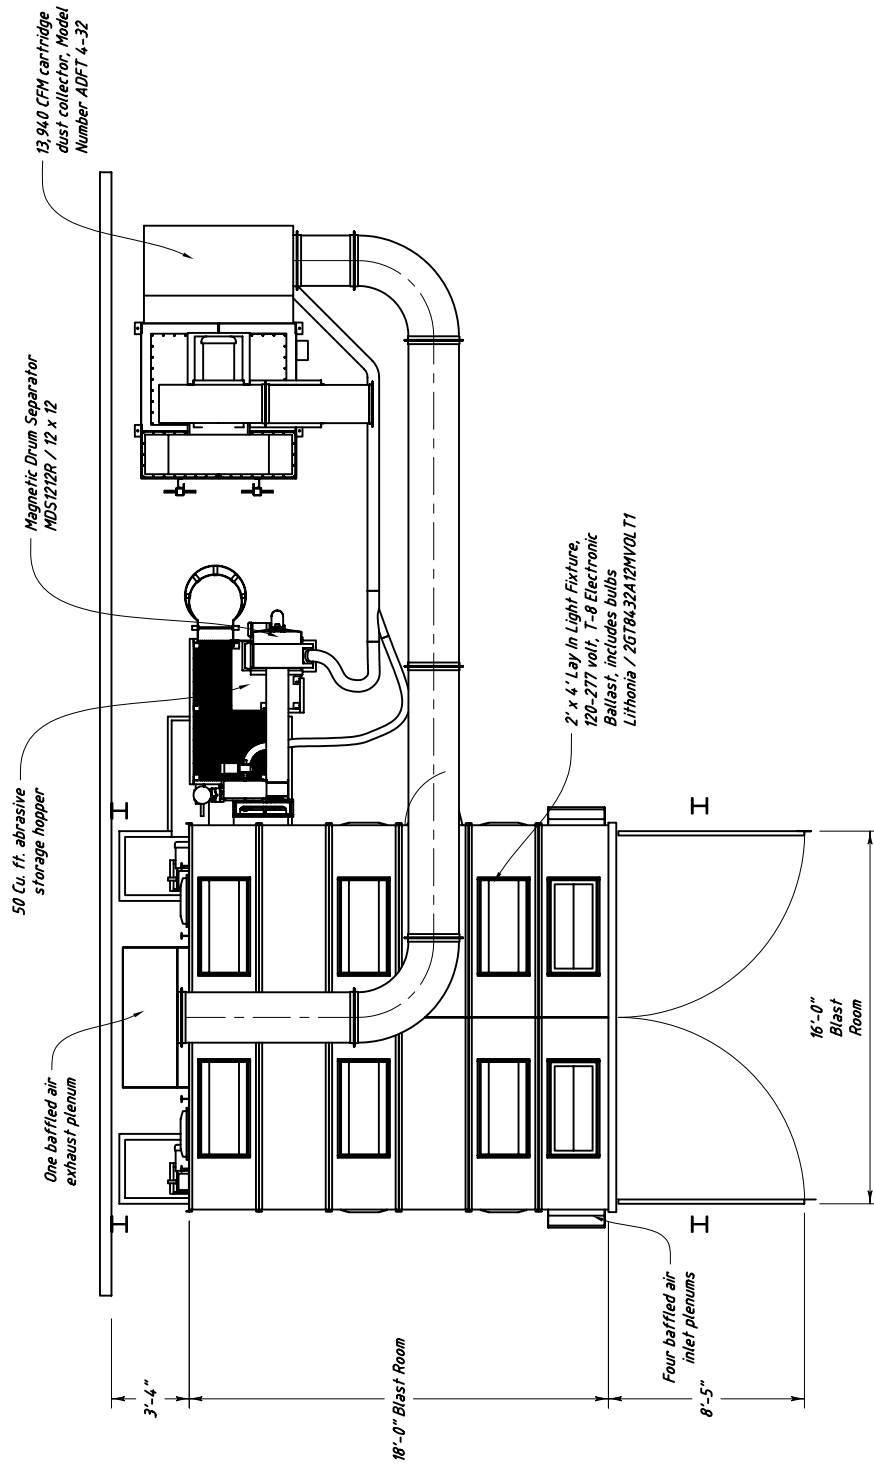 13,940 CFM cartridge
dust collector, Model
Number ADFT 4-32
Magnetic Drum Separator
MDS1212R / 12 x 12
50 Cu. ft. abrasive
storage hopper
One baffled air
exhaust plenum
2' x 4' Lay In Light Fixture,
120-277 volt, T-8 Electronic
Ballast, includes bulbs
Lithonia / 2GT8432A12MVOLT1
16'-0"
Blast
Room
Four baffled air
inlet plenums
3'-4"
18'-0" Blast Room
8'-5"